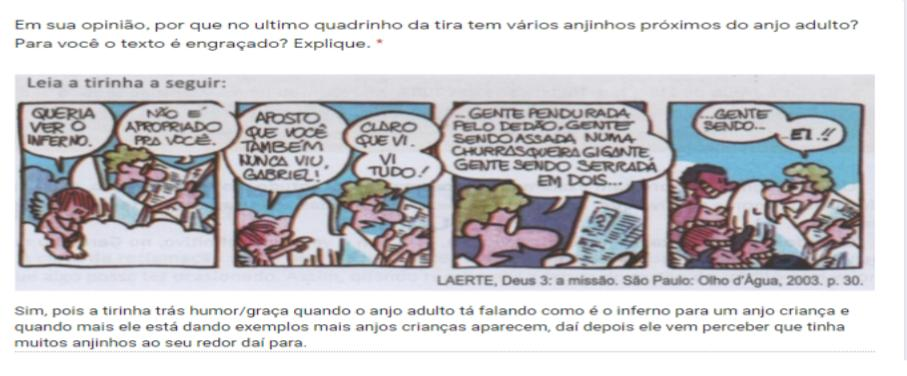 Em sua opinião, por que no ultimo quadrinho da tira tem vários anjinhos próximos do anjo adulto?
Para você o texto é engraçado? Explique. *
Leia a tirinha a seguir:
QUERIA
VER O
INFERNO.
NÃO É
APROPRIADO
PRA VOCÊ.
APOSTO
QUE VOCÊ
TAMBÉM
NUNCA VIU,
GABRIEL!
CLARO
QUE VI.
VI
TUDO!
...GENTE PENDURADA
PELO DEDÃO, GENTE
SENDO ASSADA NUMA
CHURRASQUEIRA GIGANTE,
GENTE SENDO SERRADA
EM DOIS...
...GENTE
SENDO...
EI!!
LAERTE, Deus 3: a missão. São Paulo: Olho d'Água, 2003. p. 30.
Sim, pois a tirinha trás humor/graça quando o anjo adulto tá falando como é o inferno para um anjo criança e
quando mais ele está dando exemplos mais anjos crianças aparecem, daí depois ele vem perceber que tinha
muitos anjinhos ao seu redor daí para.